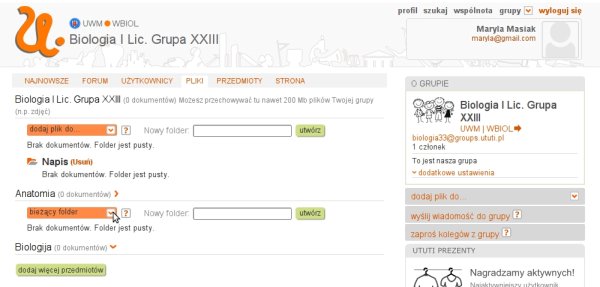 profil szukaj wspólnota grupy wyloguj się
UWM WBIOL
Biologia I Lic. Grupa XXIII
Maryla Masiak
maryla@gmail.com
NAJNOWSZE FORUM UŻYTKOWNICY PLIKI PRZEDMIOTY STRONA
Biologia I Lic. Grupa XXIII (0 dokumentów) Możesz przechowywać tu nawet 200 Mb plików Twojej grupy
(n.p. zdjęć)
dodaj plik do... ? Nowy folder: utwórz
Brak dokumentów. Folder jest pusty.
Napis (Usuń)
Brak dokumentów. Folder jest pusty.
Anatomia (0 dokumentów)
bieżący folder ? Nowy folder: utwórz
Brak dokumentów. Folder jest pusty.
Biologija (0 dokumentów)
dodaj więcej przedmiotów
O GRUPIE
Biologia I Lic. Grupa
XXIII
UWM | WBIOL
biologia33@groups.ututi.pl
1 członek
To jest nasza grupa
dodatkowe ustawienia
dodaj plik do...
wyślij wiadomość do grupy ?
zaproś kolegów z grupy ?
UTUTI PREZENTY
Nagradzamy aktywnych!
Najaktywniejszy użytkownik